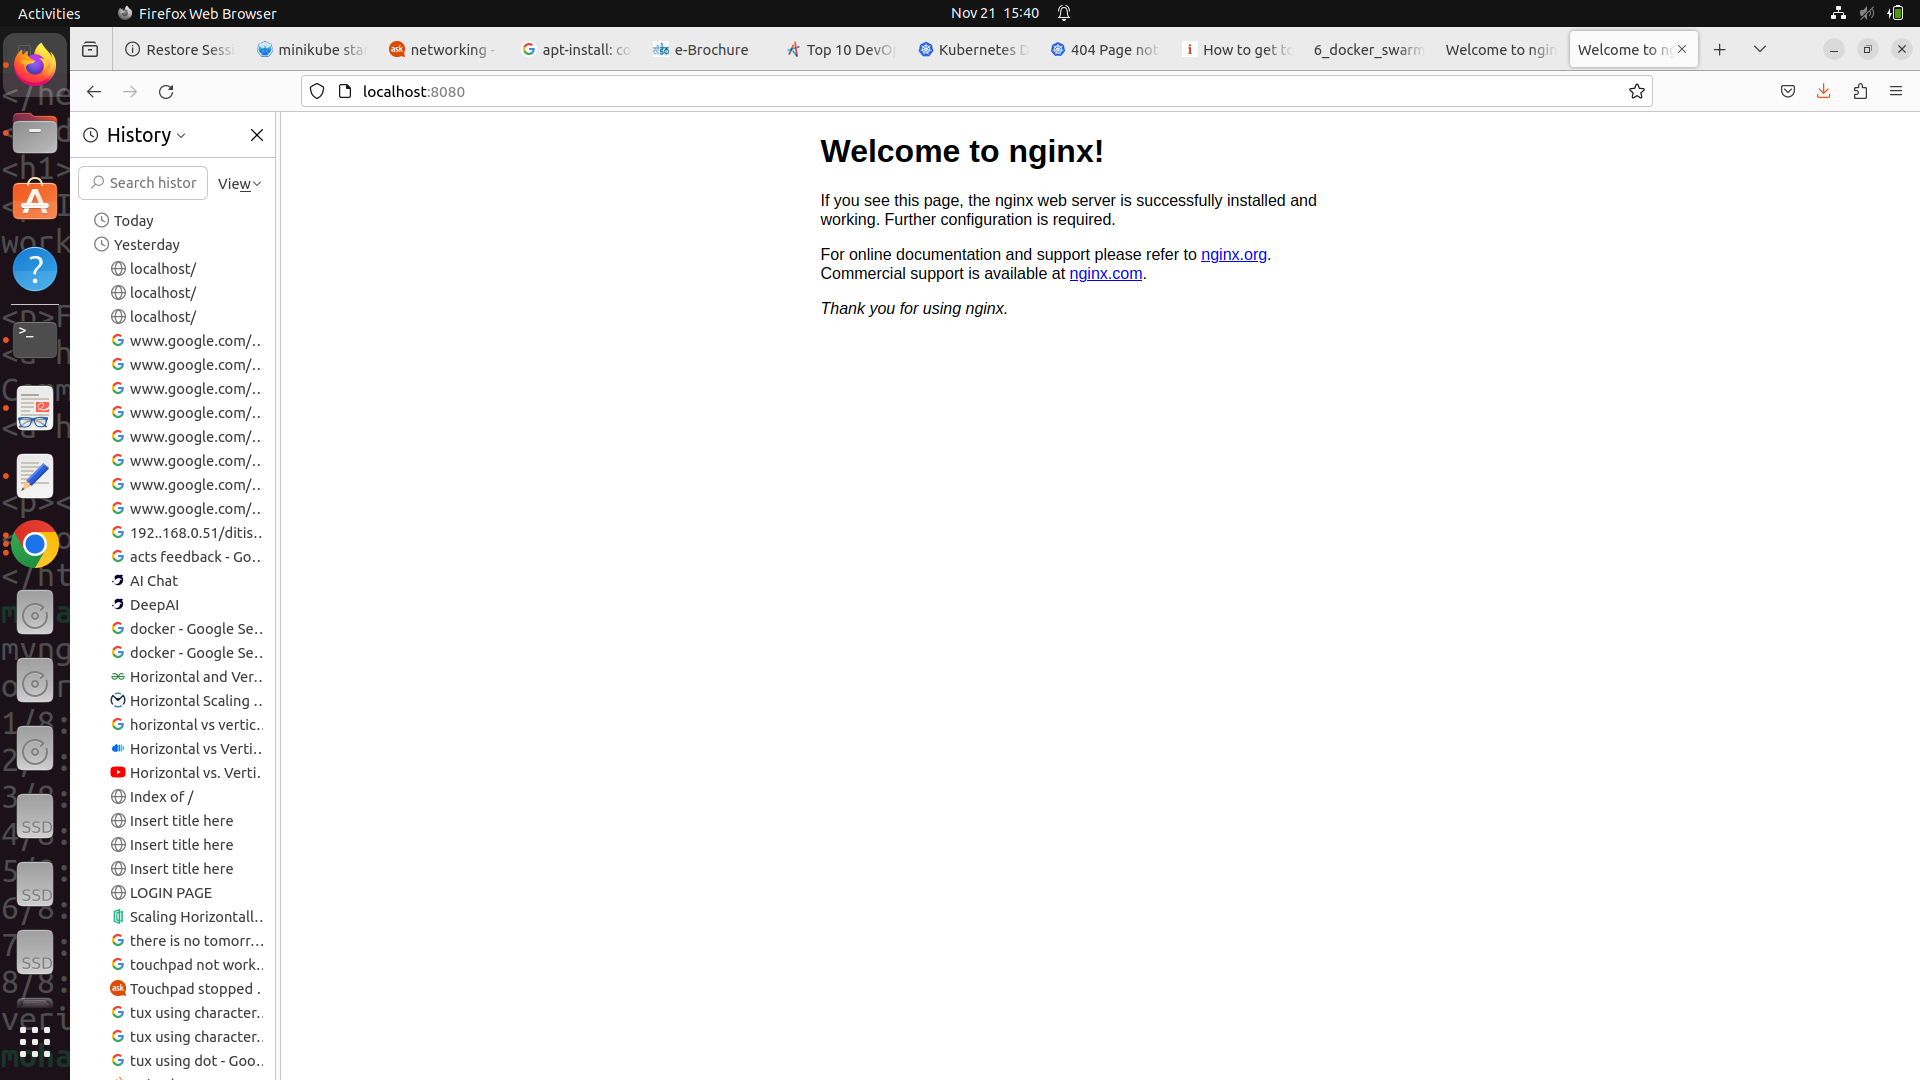 Activities
Firefox Web Browser
Nov 21 15:40
Restore Sess
minikube sta
networking -
apt-install: co
e-Brochure
Top 10 DevO
Kubernetes D
404 Page not
How to get to
6_docker_swarm
Welcome to ngin
Welcome to ng
localhost:8080
History
Search histor
View
Today
Yesterday
localhost/
localhost/
localhost/
www.google.com/…
www.google.com/…
www.google.com/…
www.google.com/…
www.google.com/…
www.google.com/…
www.google.com/…
www.google.com/…
192..168.0.51/ditis…
acts feedback - Go…
AI Chat
DeepAI
docker - Google Se…
docker - Google Se…
Horizontal and Ver…
Horizontal Scaling …
horizontal vs vertic…
Horizontal vs Verti…
Horizontal vs. Verti…
Index of /
Insert title here
Insert title here
Insert title here
LOGIN PAGE
Scaling Horizontall…
there is no tomorr…
touchpad not work…
Touchpad stopped …
tux using character…
tux using character…
tux using dot - Goo…
Welcome to nginx!
If you see this page, the nginx web server is successfully installed and
working. Further configuration is required.
For online documentation and support please refer to nginx.org.
Commercial support is available at nginx.com.
Thank you for using nginx.